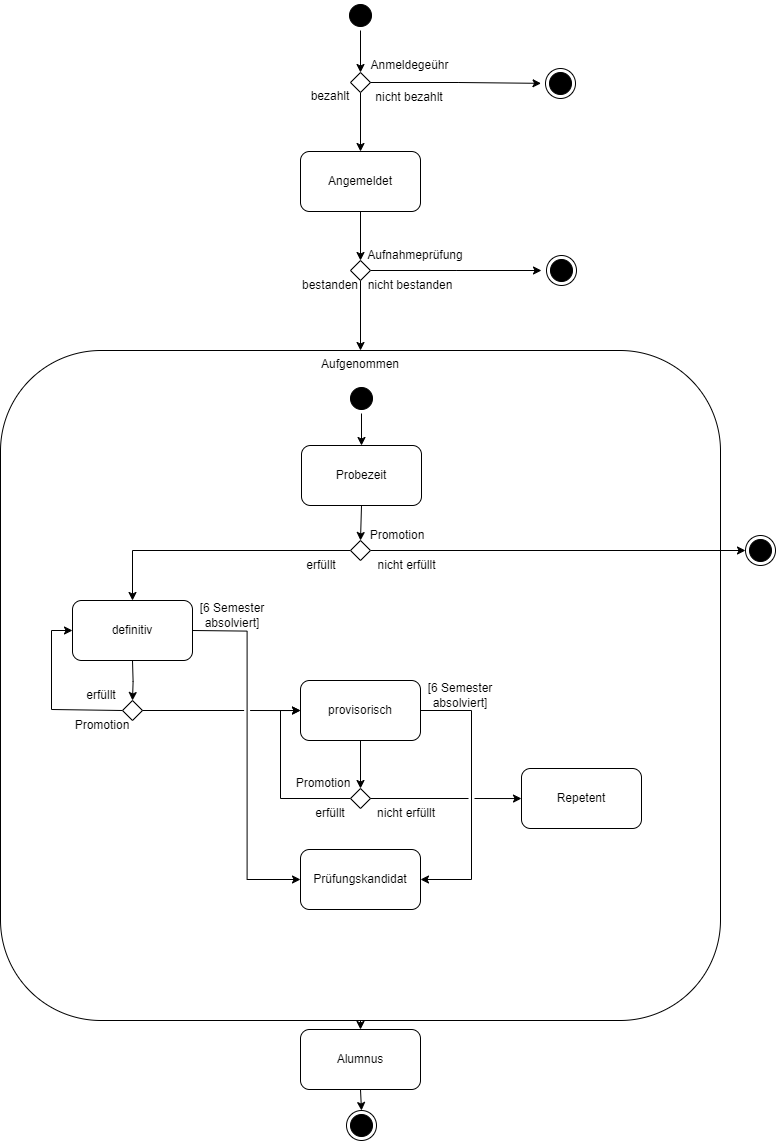 Anmeldegeühr
bezahlt
nicht bezahlt
Angemeldet
Aufnahmeprüfung
bestanden
nicht bestanden
Aufgenommen
Probezeit
Promotion
erfüllt
nicht erfüllt
[6 Semester
absolviert]
definitiv
erfüllt
Promotion
[6 Semester
absolviert]
provisorisch
Promotion
erfüllt
nicht erfüllt
Repetent
Prüfungskandidat
Alumnus